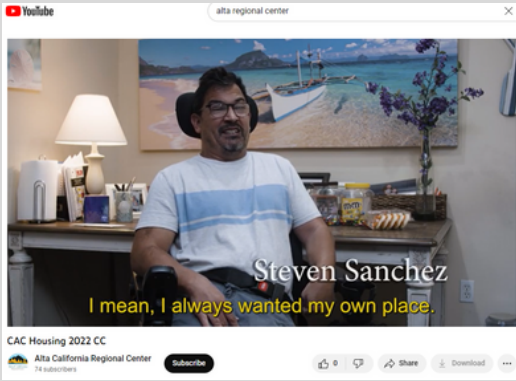 YouTube
alta regional center
Steven Sanchez
I mean, I always wanted my own place.
CAC Housing 2022 CC
Alta California Regional Center
74 subscribers
Subscribe
0
Share
Download